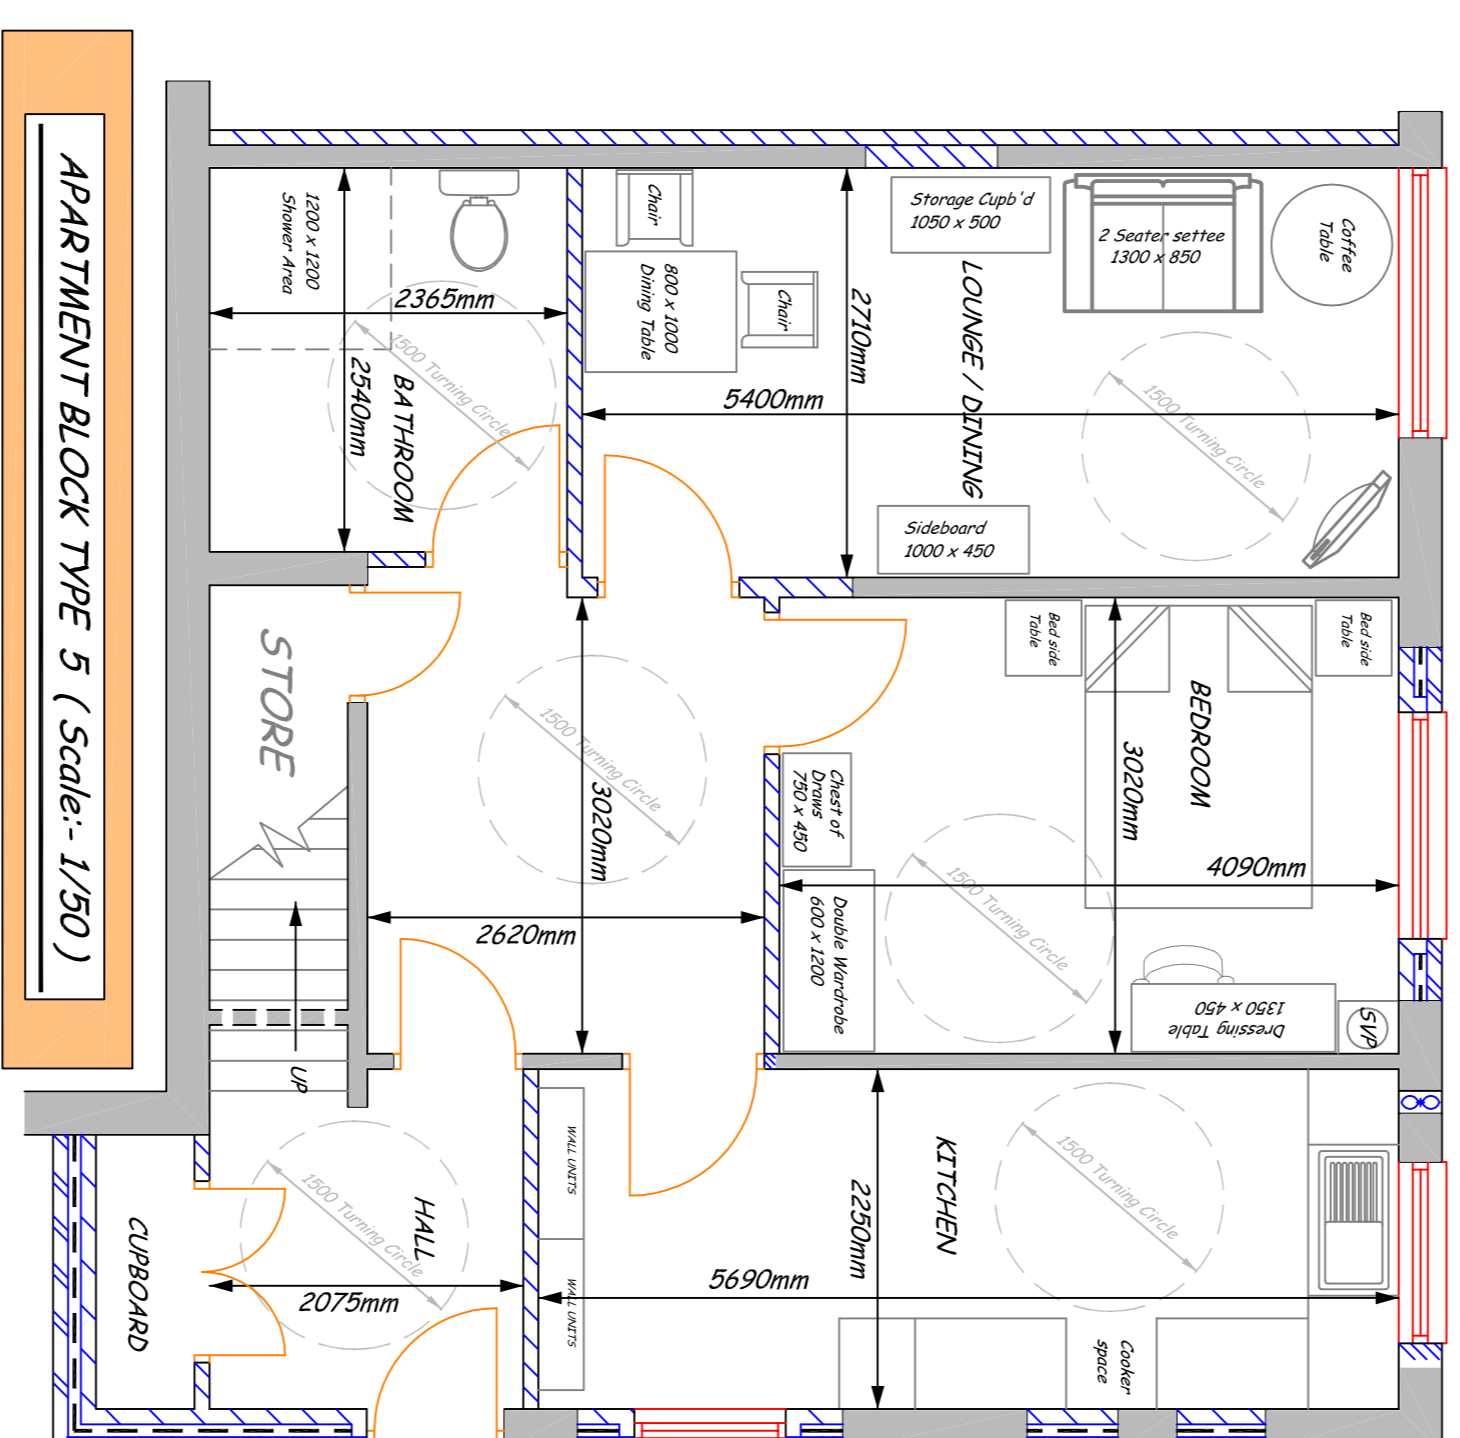 APARTMENT BLOCK TYPE 5 ( Scale:- 1/50 )
1200 x 1200
Shower Area
2365mm
2540mm
1500 Turning Circle
BATHROOM
Chair
800 x 1000
Dining Table
Chair
2710mm
5400mm
Storage Cupb'd
1050 x 500
LOUNGE / DINING
2 Seater settee
1300 x 850
Coffee
Table
1500 Turning Circle
Sideboard
1000 x 450
STORE
UP
1500 Turning Circle
3020mm
2620mm
Bed side
Table
Bed side
Table
BEDROOM
3020mm
4090mm
Chest of
Draws
750 x 450
Double Wardrobe
600 x 1200
1500 Turning Circle
Dressing Table
1350 x 450
SVP
HALL
1500 Turning Circle
2075mm
CUPBOARD
WALL UNITS
WALL UNITS
KITCHEN
2250mm
5690mm
1500 Turning Circle
Cooker
space